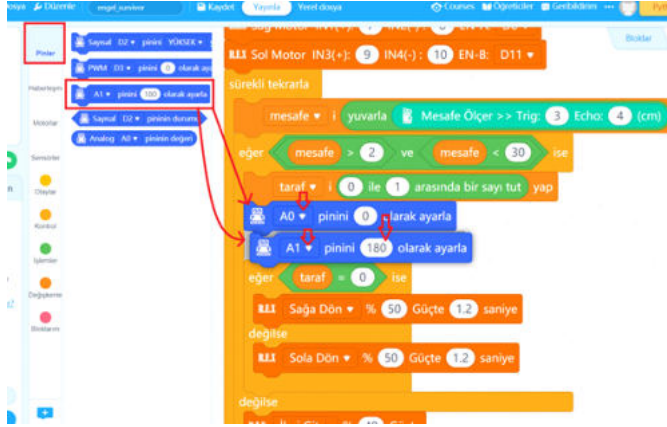 osya
Düzenle
engel_survivor
Kaydet
Yayınla
Yerel dosya
Courses
Öğreticiler
Geribildirim
Pinler
Haberleşm
Motorlar
Sensörler
Olaylar
Kontrol
İşlemler
Değişkenle
Bloklarım
Sayısal D2 pinini YÜKSEK
PWM D3 pinini 0 olarak aya
A1 pinini 180 olarak ayarla
Sayısal D2 pininin durumu
Analog A0 pininin değeri
Bloklar
R.E.X Sol Motor IN3(+): 9 IN4(-) : 10 EN-B: D11
sürekli tekrarla
mesafe i yuvarla Mesafe Ölçer >> Trig: 3 Echo: 4 (cm)
eğer mesafe > 2 ve mesafe < 30 ise
taraf i 0 ile 1 arasında bir sayı tut yap
A0 pinini 0 olarak ayarla
A1 pinini 180 olarak ayarla
eğer taraf = 0 ise
R.E.X Sağa Dön % 50 Güçte 1.2 saniye
değilse
R.E.X Sola Dön % 50 Güçte 1.2 saniye
değilse